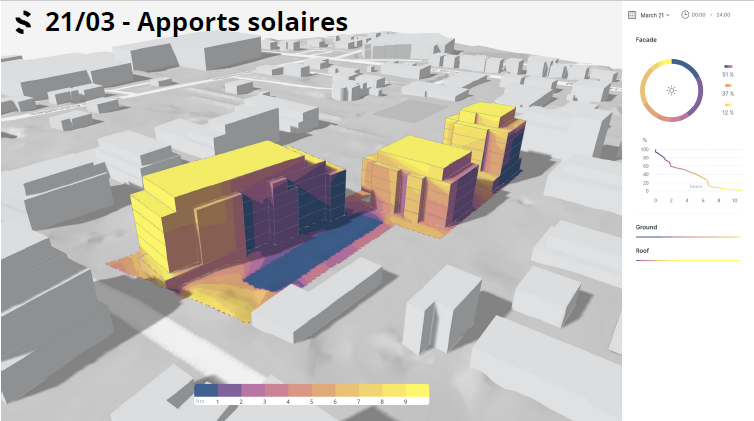 21/03 - Apports solaires
March 21
00:00 - 24:00
Facade
51 %
37 %
12 %
%
100
80
60
40
20
0
hours
0 2 4 6 8 10
Ground
Roof
hrs 1 2 3 4 5 6 7 8 9